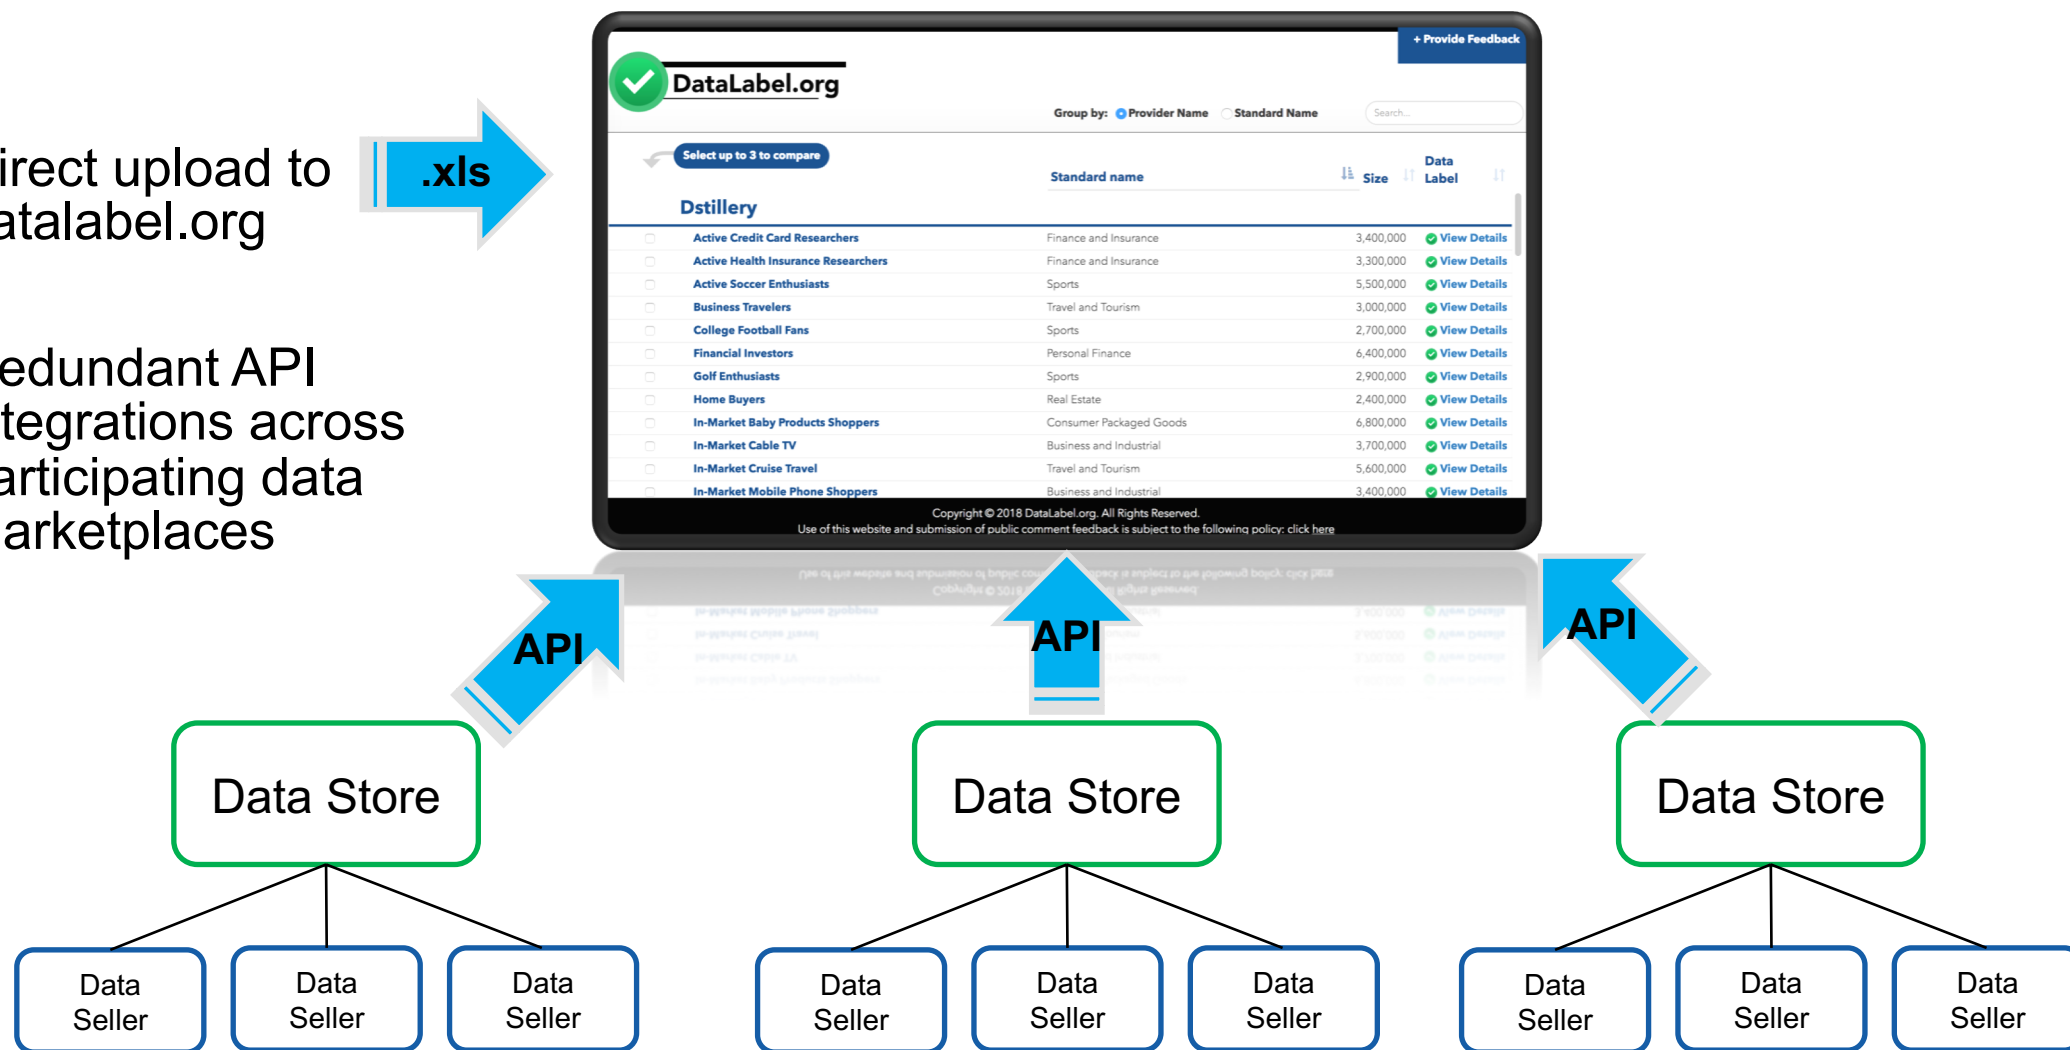 + Provide Feedback
DataLabel.org
Group by: Provider Name Standard Name Search...
irect upload to
atalabel.org
.xls
Select up to 3 to compare
Standard name Size Data Label
Dstillery
Active Credit Card Researchers Finance and Insurance 3,400,000 View Details
Active Health Insurance Researchers Finance and Insurance 3,300,000 View Details
Active Soccer Enthusiasts Sports 5,500,000 View Details
Business Travelers Travel and Tourism 3,000,000 View Details
College Football Fans Sports 2,700,000 View Details
Financial Investors Personal Finance 6,400,000 View Details
Golf Enthusiasts Sports 2,900,000 View Details
Home Buyers Real Estate 2,400,000 View Details
In-Market Baby Products Shoppers Consumer Packaged Goods 6,800,000 View Details
In-Market Cable TV Business and Industrial 3,700,000 View Details
In-Market Cruise Travel Travel and Tourism 5,600,000 View Details
In-Market Mobile Phone Shoppers Business and Industrial 3,400,000 View Details
Copyright © 2018 DataLabel.org. All Rights Reserved.
Use of this website and submission of public comment feedback is subject to the following policy: click here
edundant API
tegrations across
articipating data
arketplaces
API
API
API
Data Store
Data Store
Data Store
Data
Seller
Data
Seller
Data
Seller
Data
Seller
Data
Seller
Data
Seller
Data
Seller
Data
Seller
Data
Seller